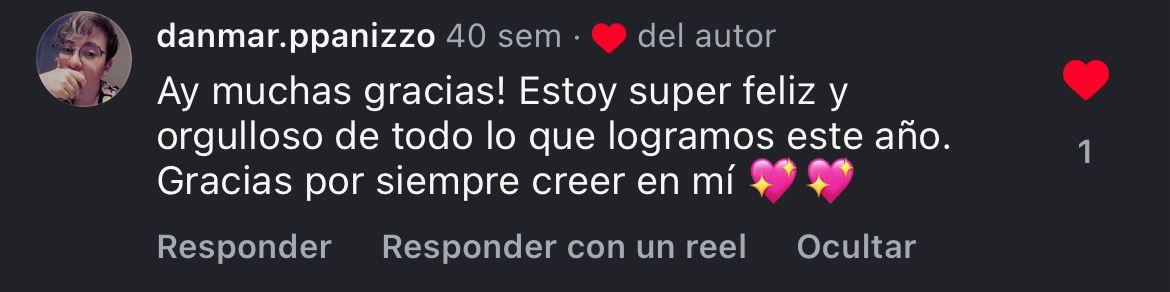 danmar.ppanizzo 40 sem · ❤️ del autor
Ay muchas gracias! Estoy super feliz y
orgulloso de todo lo que logramos este año.
Gracias por siempre creer en mí 💖💖
1
Responder Responder con un reel Ocultar